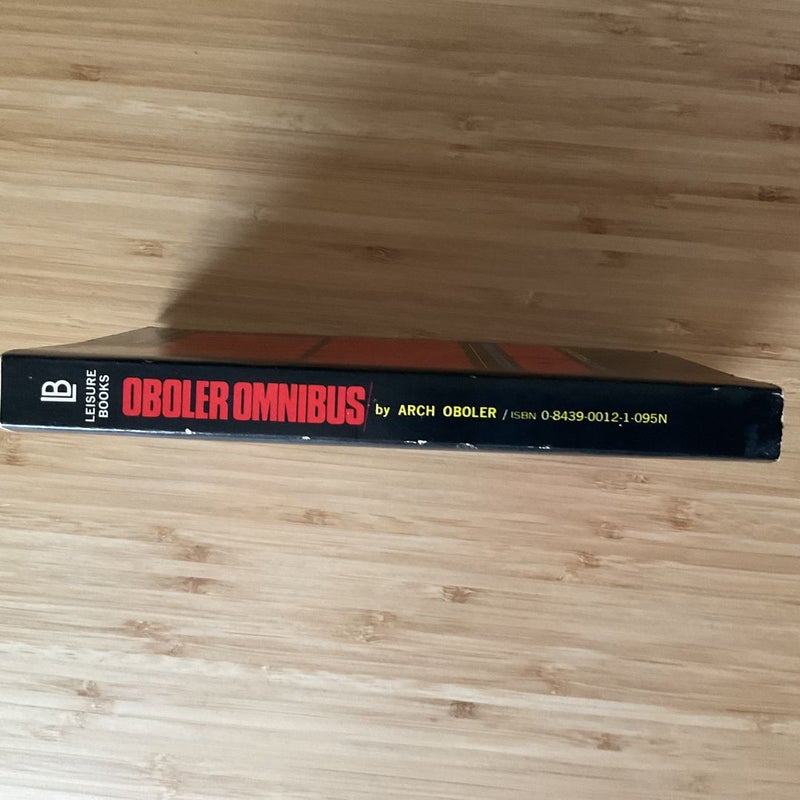 LB
LEISURE
BOOKS
OBOLER OMNIBUS by ARCH OBOLER / ISBN 0-8439-0012-1-095N